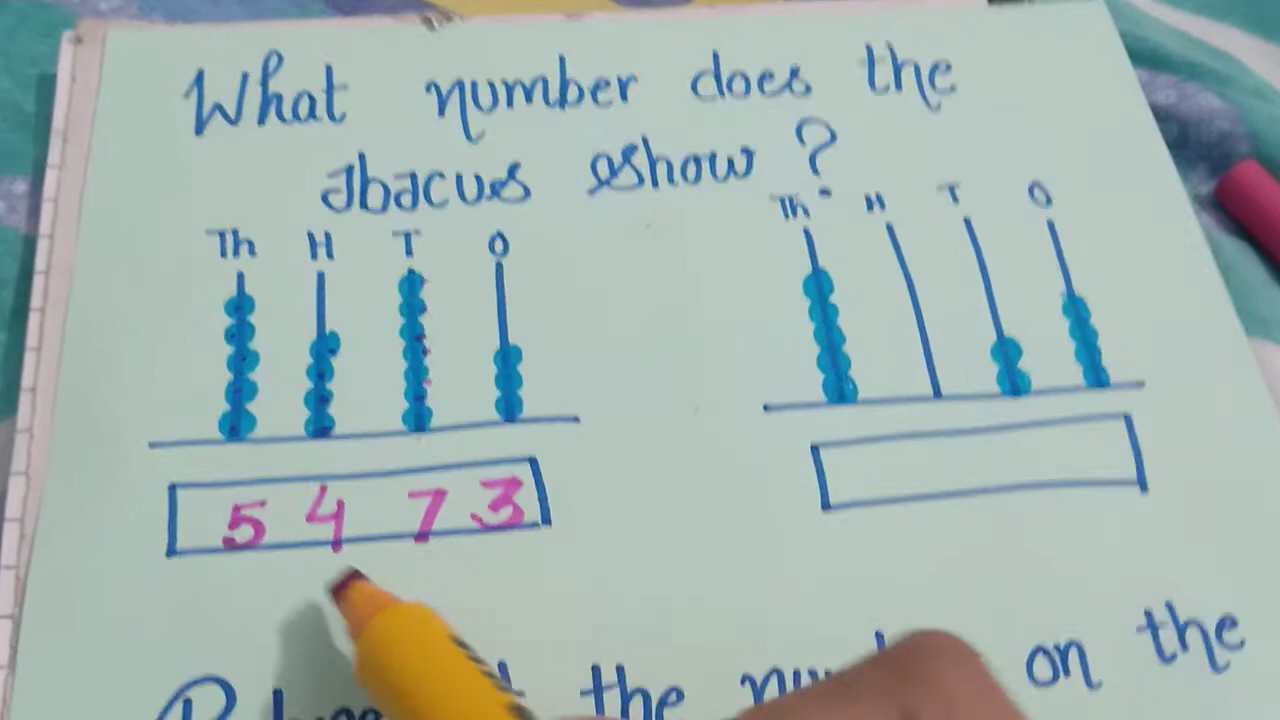 What number does the
abacus show ?
Th H T O
Th H T O
5 4 7 3
the
on the